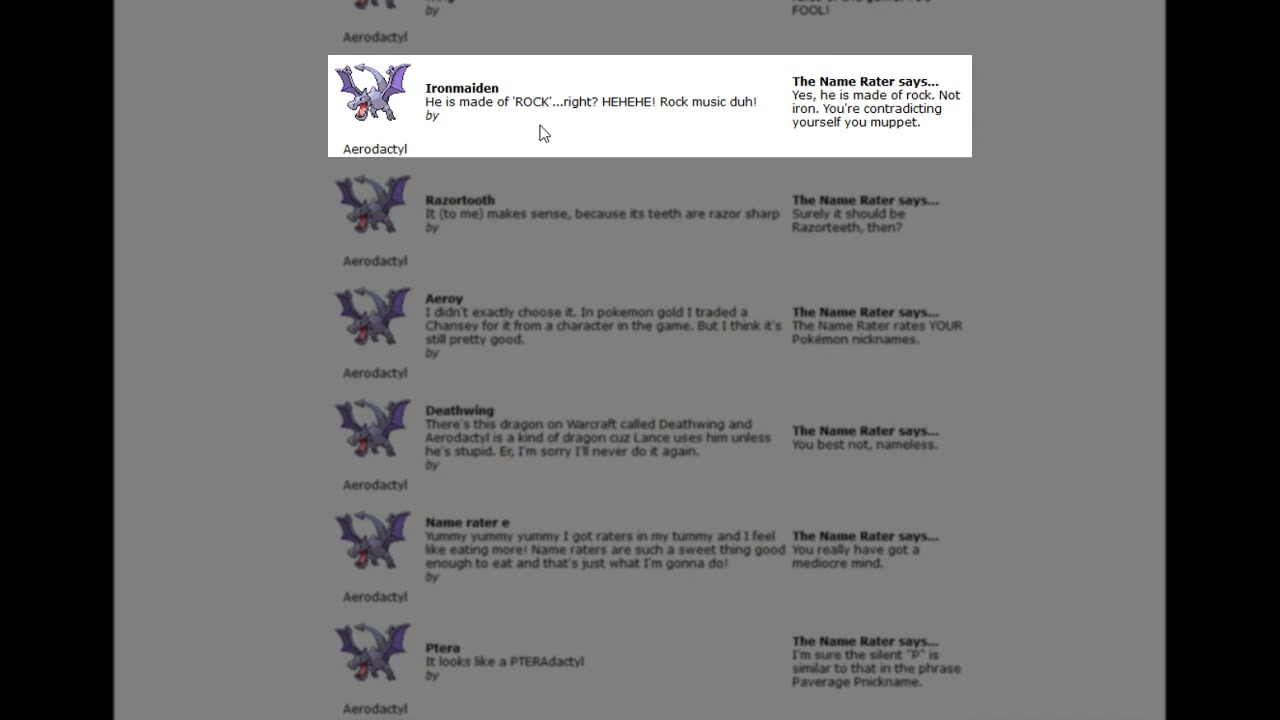 FOOL!
by
Aerodactyl
Ironmaiden
He is made of 'ROCK'...right? HEHEHE! Rock music duh!
by
The Name Rater says...
Yes, he is made of rock. Not
iron. You're contradicting
yourself you muppet.
Aerodactyl
Razortooth
It (to me) makes sense, because its teeth are razor sharp
by
The Name Rater says...
Surely it should be
Razorteeth, then?
Aerodactyl
Aeroy
I didn't exactly choose it. In pokemon gold I traded a
Chansey for it from a character in the game. But I think it's
still pretty good.
by
The Name Rater says...
The Name Rater rates YOUR
Pokémon nicknames.
Aerodactyl
Deathwing
There's this dragon on Warcraft called Deathwing and
Aerodactyl is a kind of dragon cuz Lance uses him unless
he's stupid. Er, I'm sorry I'll never do it again.
by
The Name Rater says...
You best not, nameless.
Aerodactyl
Name rater e
Yummy yummy yummy I got raters in my tummy and I feel
like eating more! Name raters are such a sweet thing good
enough to eat and that's just what I'm gonna do!
by
The Name Rater says...
You really have got a
mediocre mind.
Aerodactyl
Ptera
It looks like a PTERAdactyl
by
The Name Rater says...
I'm sure the silent "P" is
similar to that in the phrase
Paverage Pnickname.
Aerodactyl